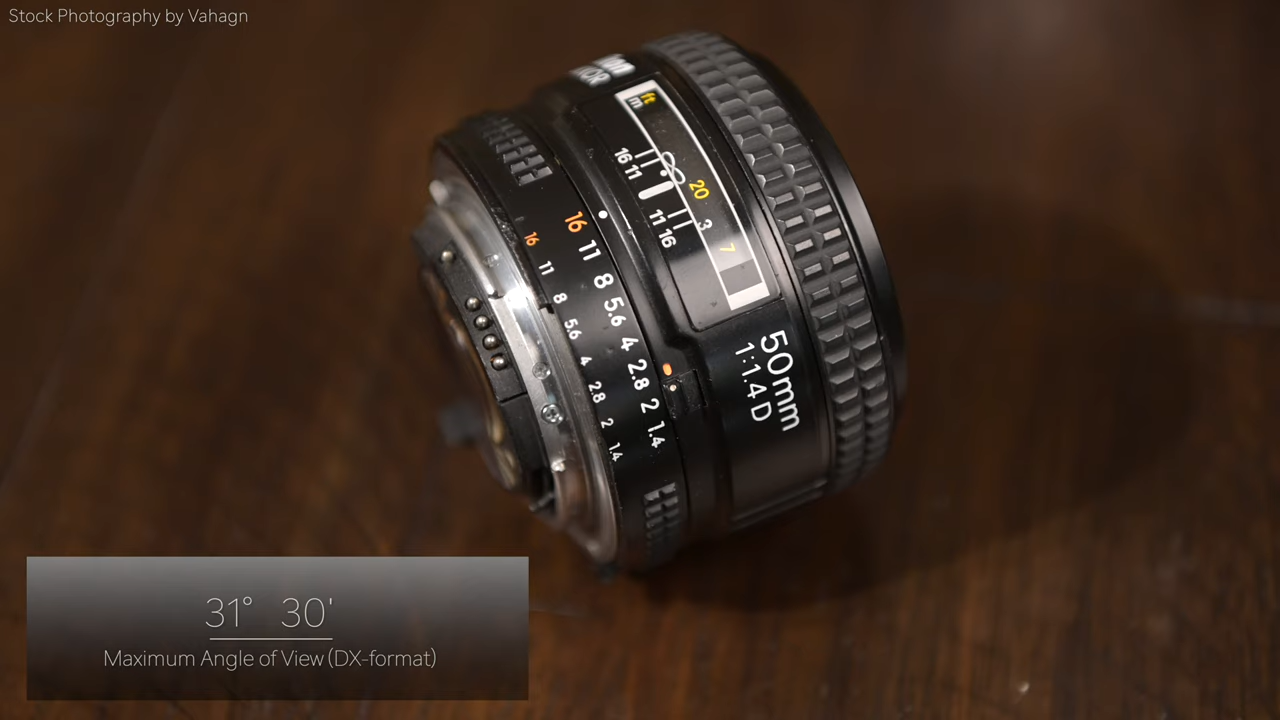 Stock Photography by Vahagn
ft
m
16 11
11 16
20
3
7
16 11 8 5.6 4 2.8 2 1.4
16 11 8 5.6 4 2.8 2 1.4
50mm
1:1.4 D
31° 30'
Maximum Angle of View (DX-format)